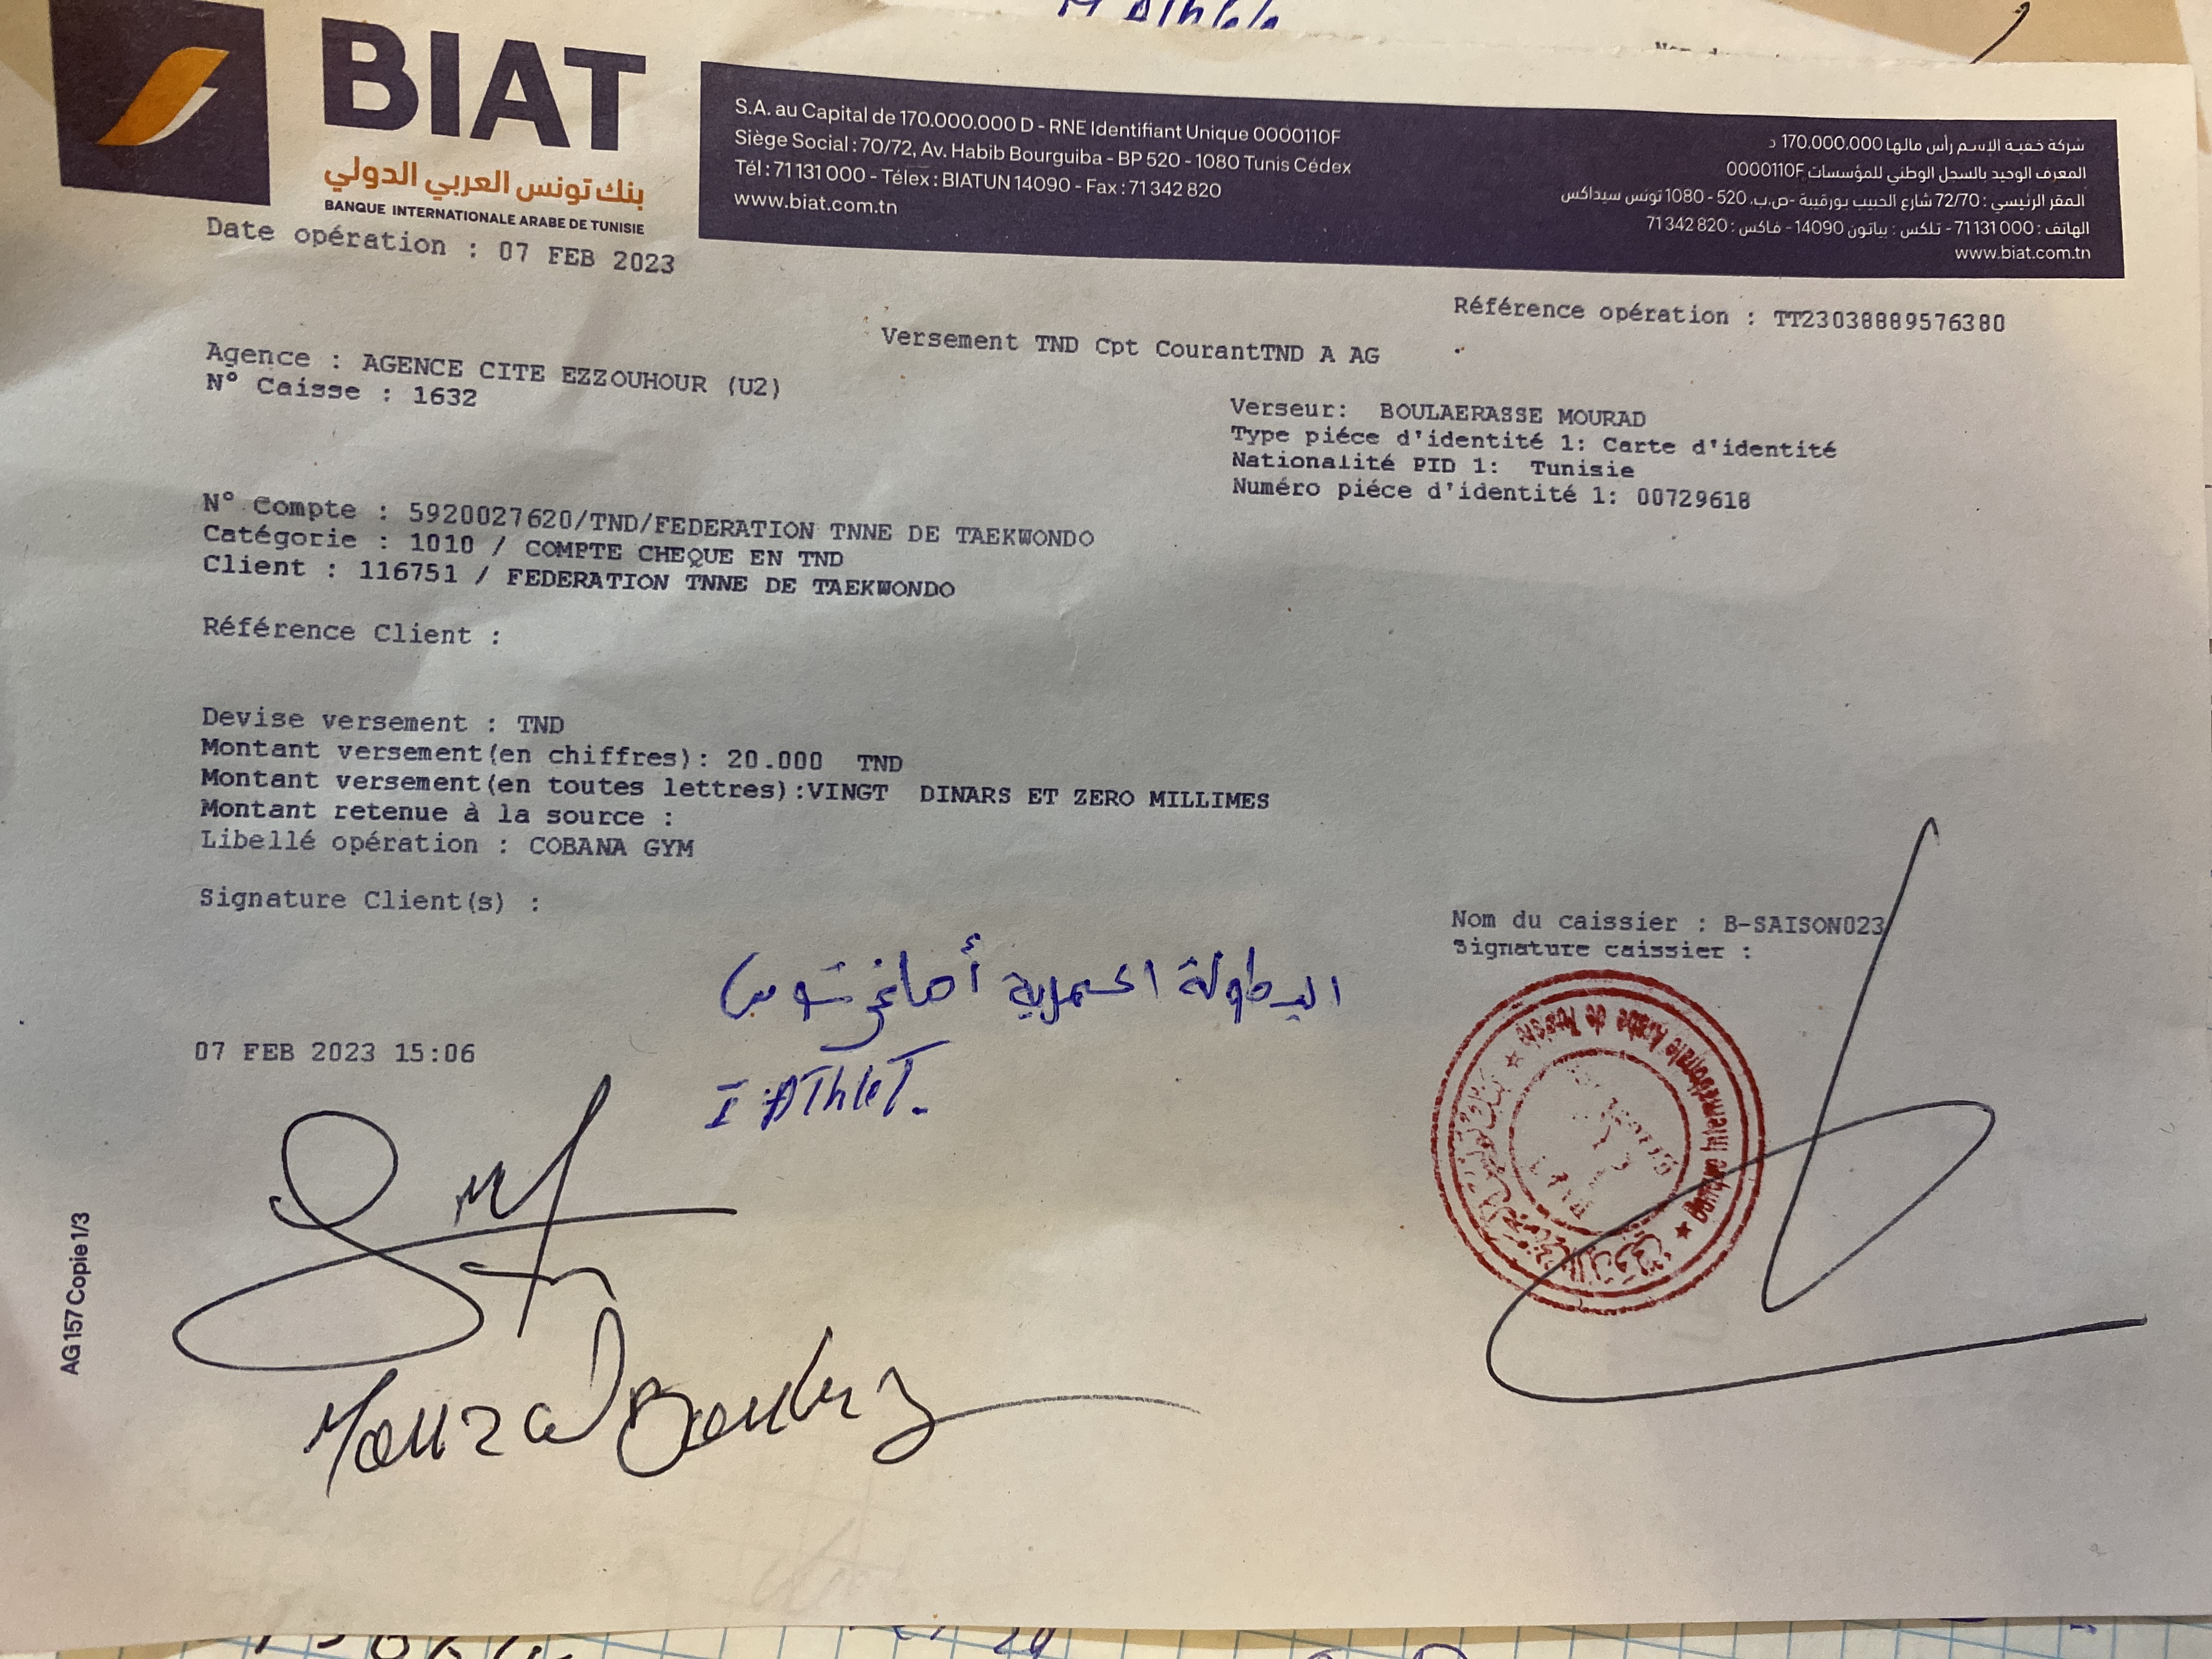 BIAT
بنك تونس العربي الدولي
BANQUE INTERNATIONALE ARABE DE TUNISIE
S.A. au Capital de 170.000.000 D - RNE Identifiant Unique 0000110F
Siège Social : 70/72, Av. Habib Bourguiba - BP 520 - 1080 Tunis Cédex
Tél : 71 131 000 - Télex : BIATUN 14090 - Fax : 71 342 820
www.biat.com.tn
شركة خفية الإسم رأس مالها 170.000.000 د
المعرف الوحيد بالسجل الوطني للمؤسسات 0000110F
المقر الرئيسي : 72/70 شارع الحبيب بورقيبة -ص.ب. 520 - 1080 تونس سيداكس
الهاتف : 71 131 000 - تلكس : بياتون 14090 - فاكس : 71 342 820
www.biat.com.tn
Date opération : 07 FEB 2023
Référence opération : TT23038889576380
Versement TND Cpt CourantTND A AG
Agence : AGENCE CITE EZZOUHOUR (U2)
N° Caisse : 1632
Verseur: BOULAERASSE MOURAD
Type piéce d'identité 1: Carte d'identité
Nationalité PID 1: Tunisie
Numéro piéce d'identité 1: 00729618
N° Compte : 5920027620/TND/FEDERATION TNNE DE TAEKWONDO
Catégorie : 1010 / COMPTE CHEQUE EN TND
Client : 116751 / FEDERATION TNNE DE TAEKWONDO
Référence Client :
Devise versement : TND
Montant versement(en chiffres): 20.000 TND
Montant versement(en toutes lettres):VINGT DINARS ET ZERO MILLIMES
Montant retenue à la source :
Libellé opération : COBANA GYM
Signature Client(s) :
Nom du caissier : B-SAISON023
Signature caissier :
البطولة
I Athlet.
07 FEB 2023 15:06
Banque Internationale Arabe de Tunisie
AG 157 Copie 1/3